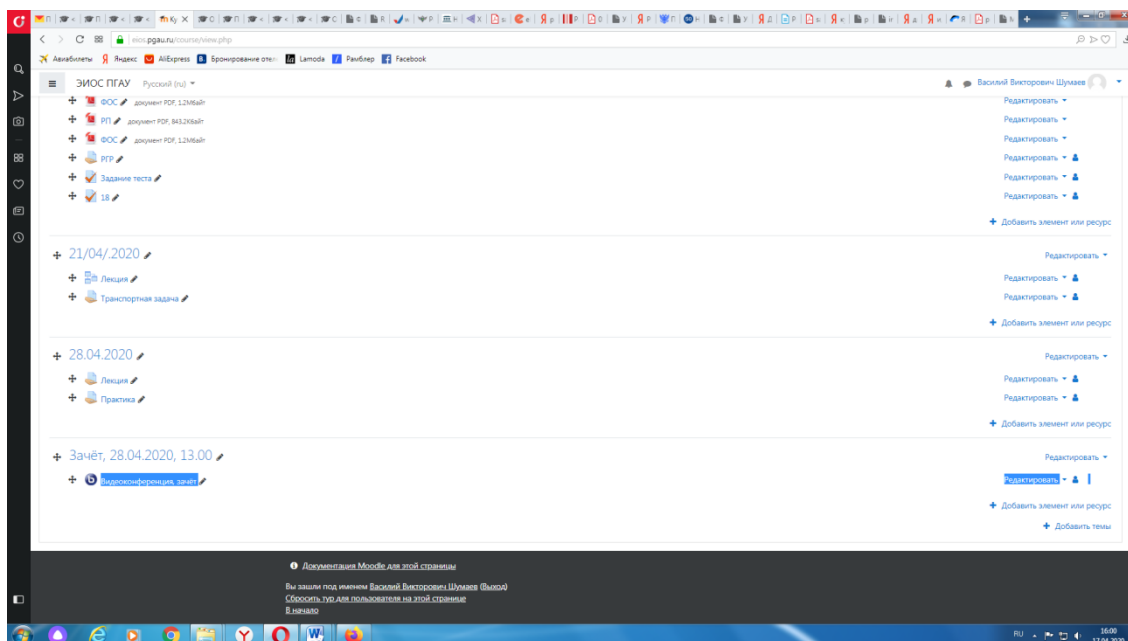 eios.pgau.ru/course/view.php
Авиабилеты Яндекс AliExpress Бронирование отел Lamoda Рамблер Facebook
ЭИОС ПГАУ Русский (ru) Василий Викторович Шумаев
ФОС документ PDF, 1.2Мбайт Редактировать
РП документ PDF, 843.2Кбайт Редактировать
ФОС документ PDF, 1.2Мбайт Редактировать
РГР Редактировать
Задание теста Редактировать
18 Редактировать
Добавить элемент или ресурс
21/04/.2020 Редактировать
Лекция Редактировать
Транспортная задача Редактировать
Добавить элемент или ресурс
28.04.2020 Редактировать
Лекция Редактировать
Практика Редактировать
Добавить элемент или ресурс
Зачёт, 28.04.2020, 13.00 Редактировать
Видеоконференция, зачёт Редактировать
Добавить элемент или ресурс
Добавить темы
Документация Moodle для этой страницы
Вы зашли под именем Василий Викторович Шумаев (Выход)
Сбросить тур для пользователя на этой странице
В начало
RU 16:00
17.04.2020